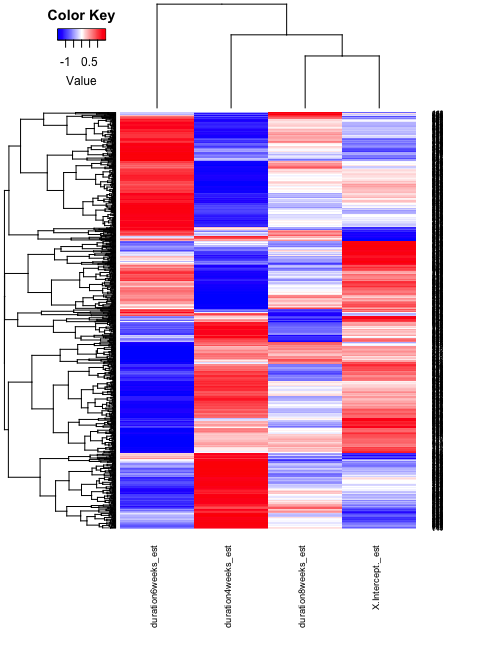 Color Key
-1 0.5
Value
duration6weeks_est
duration4weeks_est
duration8weeks_est
X.Intercept._est